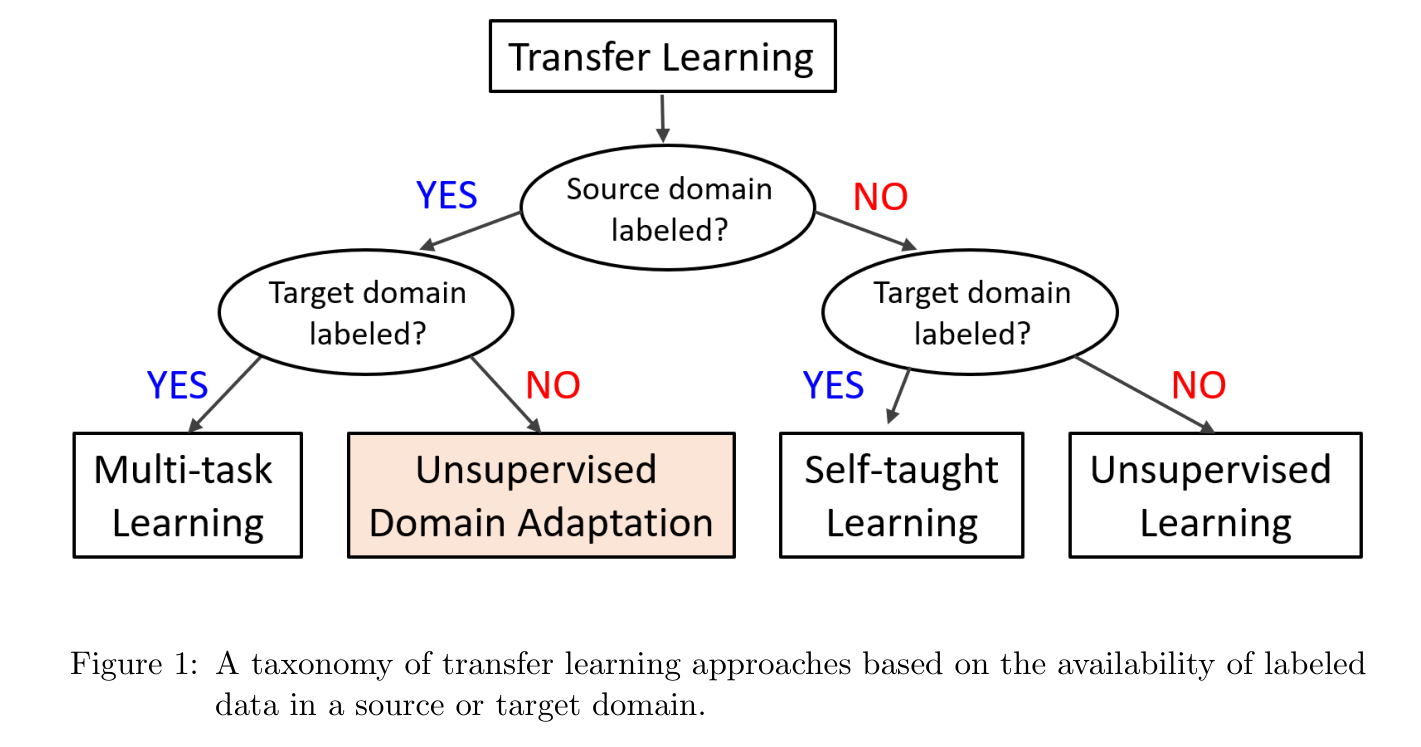 Transfer Learning
Source domain
labeled?
YES
NO
Target domain
labeled?
Target domain
labeled?
YES
NO
YES
NO
Multi-task
Learning
Unsupervised
Domain Adaptation
Self-taught
Learning
Unsupervised
Learning
Figure 1: A taxonomy of transfer learning approaches based on the availability of labeled
data in a source or target domain.